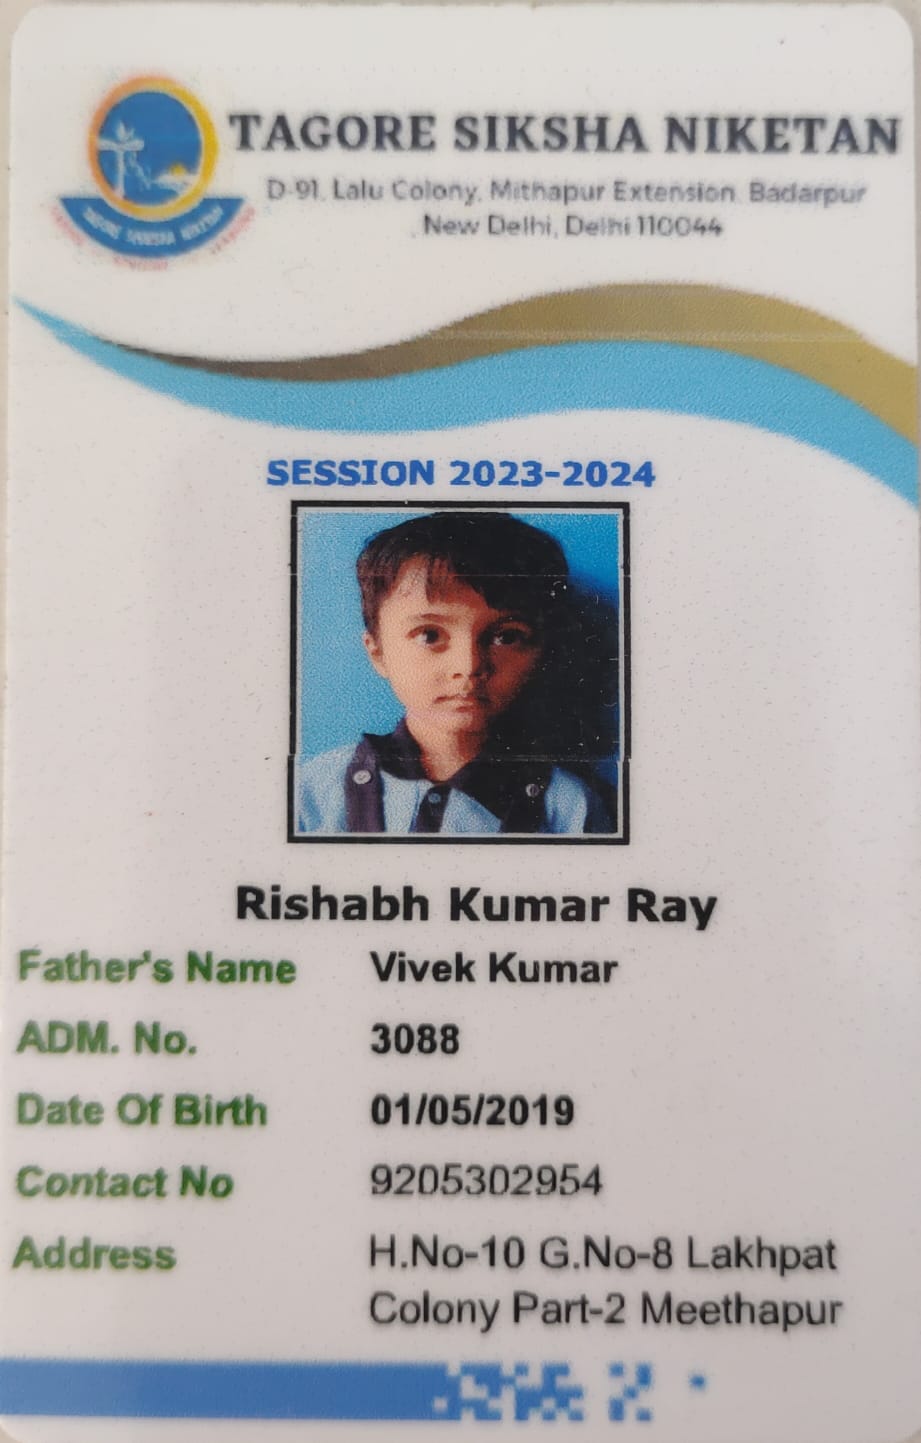 TAGORE SIKSHA NIKETAN
D-91, Lalu Colony, Mithapur Extension, Badarpur
New Delhi, Delhi 110044
TAGORE SIKSHA NIKETAN
SESSION 2023-2024
Rishabh Kumar Ray
Father's Name Vivek Kumar
ADM. No. 3088
Date Of Birth 01/05/2019
Contact No 9205302954
Address H.No-10 G.No-8 Lakhpat
Colony Part-2 Meethapur